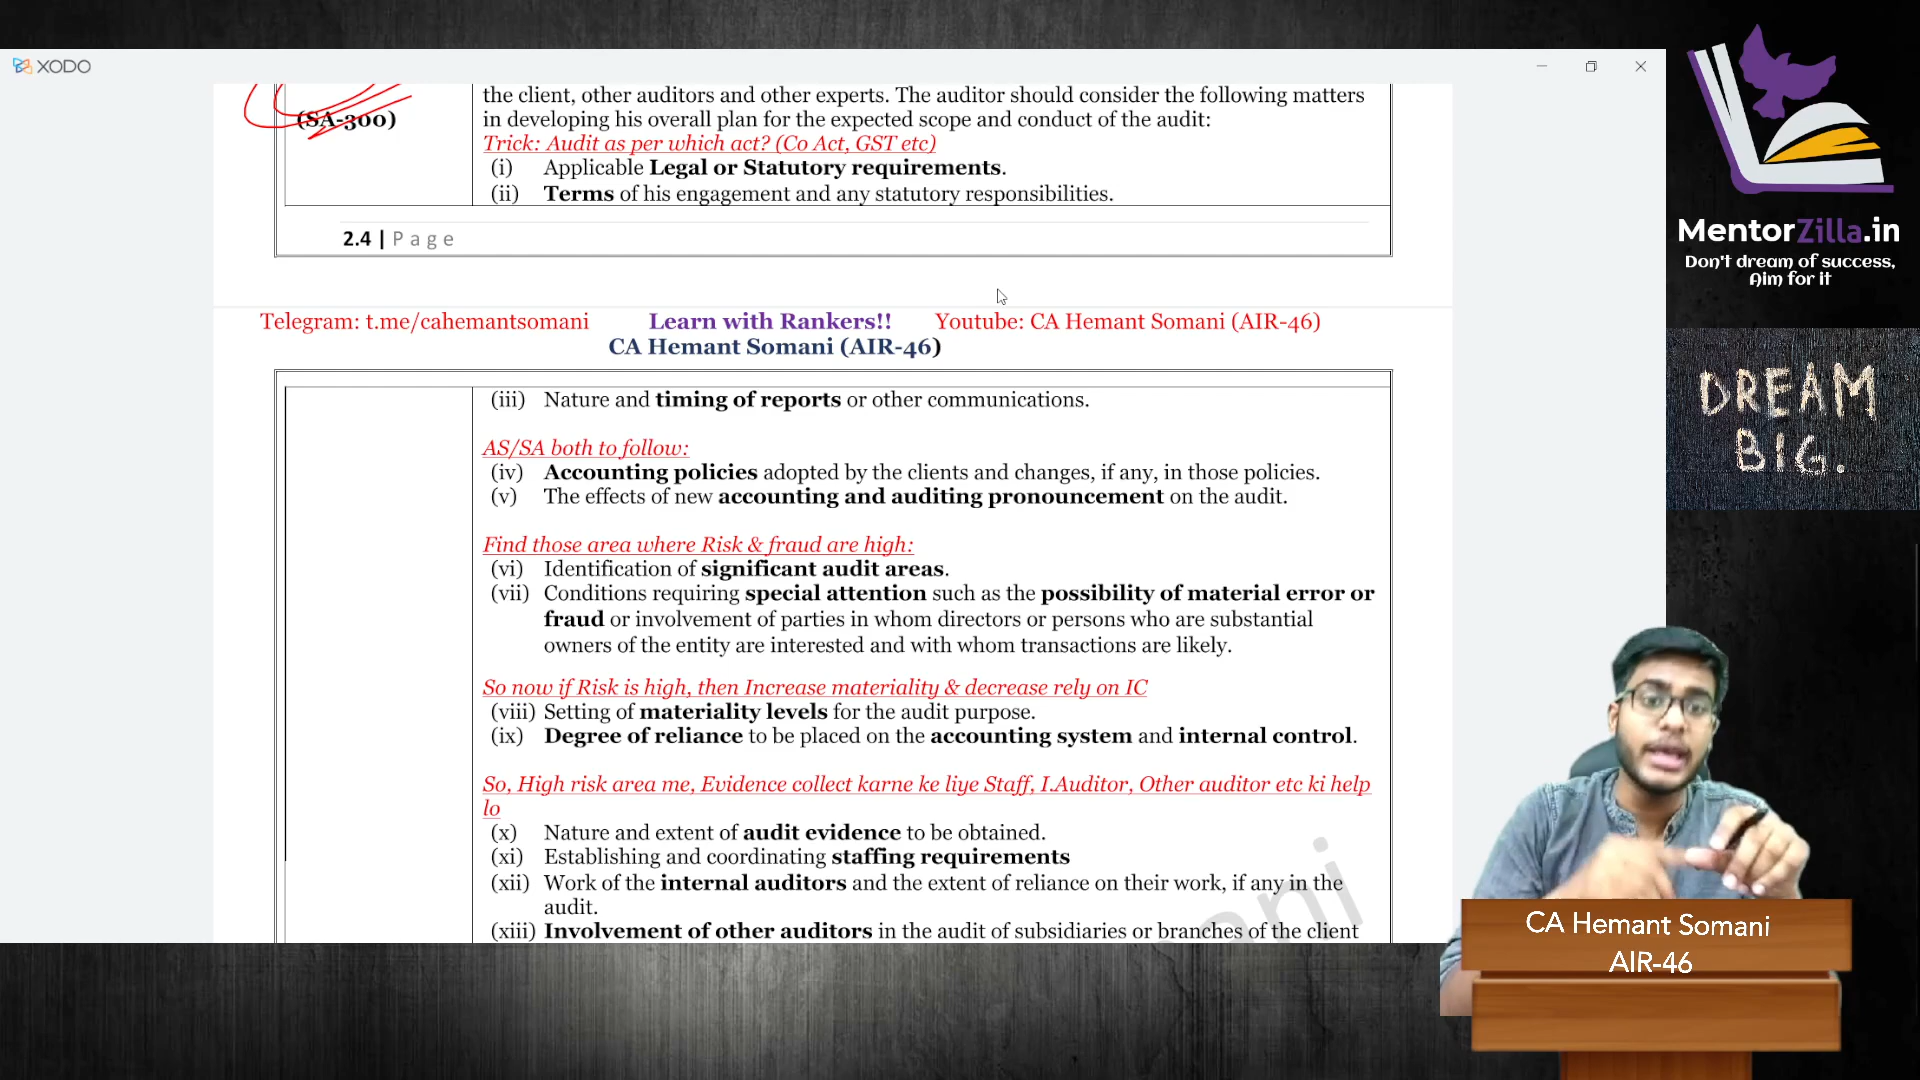 XODO
the client, other auditors and other experts. The auditor should consider the following matters
(SA-300)
in developing his overall plan for the expected scope and conduct of the audit:
Trick: Audit as per which act? (Co Act, GST etc)
(i) Applicable Legal or Statutory requirements.
(ii) Terms of his engagement and any statutory responsibilities.
2.4 | Page
Telegram: t.me/cahemantsomani Learn with Rankers!! Youtube: CA Hemant Somani (AIR-46)
CA Hemant Somani (AIR-46)
(iii) Nature and timing of reports or other communications.
AS/SA both to follow:
(iv) Accounting policies adopted by the clients and changes, if any, in those policies.
(v) The effects of new accounting and auditing pronouncement on the audit.
Find those area where Risk & fraud are high:
(vi) Identification of significant audit areas.
(vii) Conditions requiring special attention such as the possibility of material error or
fraud or involvement of parties in whom directors or persons who are substantial
owners of the entity are interested and with whom transactions are likely.
So now if Risk is high, then Increase materiality & decrease rely on IC
(viii) Setting of materiality levels for the audit purpose.
(ix) Degree of reliance to be placed on the accounting system and internal control.
So, High risk area me, Evidence collect karne ke liye Staff, I.Auditor, Other auditor etc ki help
lo
(x) Nature and extent of audit evidence to be obtained.
(xi) Establishing and coordinating staffing requirements
(xii) Work of the internal auditors and the extent of reliance on their work, if any in the
audit.
(xiii) Involvement of other auditors in the audit of subsidiaries or branches of the client
ani
MentorZilla.in
Don't dream of success,
Aim for it
DREAM
BIG.
CA Hemant Somani
AIR-46